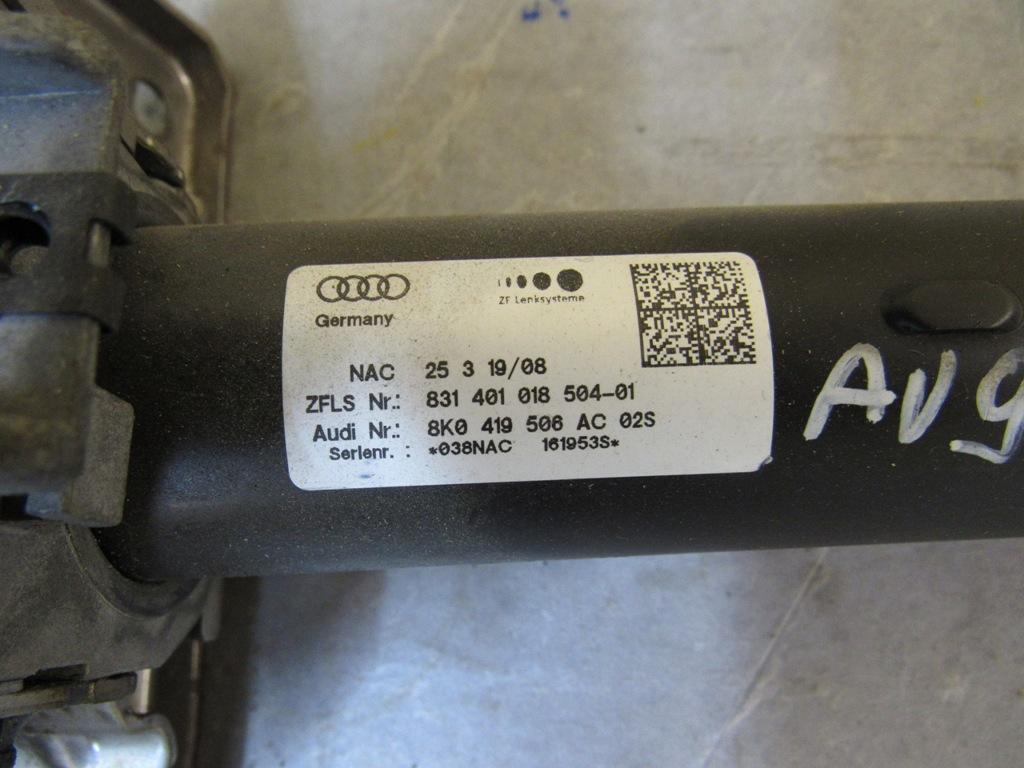 ZF Lenksysteme
Germany
NAC 25 3 19/08
ZFLS Nr.: 831 401 018 504-01
Audi Nr.: 8K0 419 506 AC 02S
Serienr. : *038NAC 161953S*
AV9